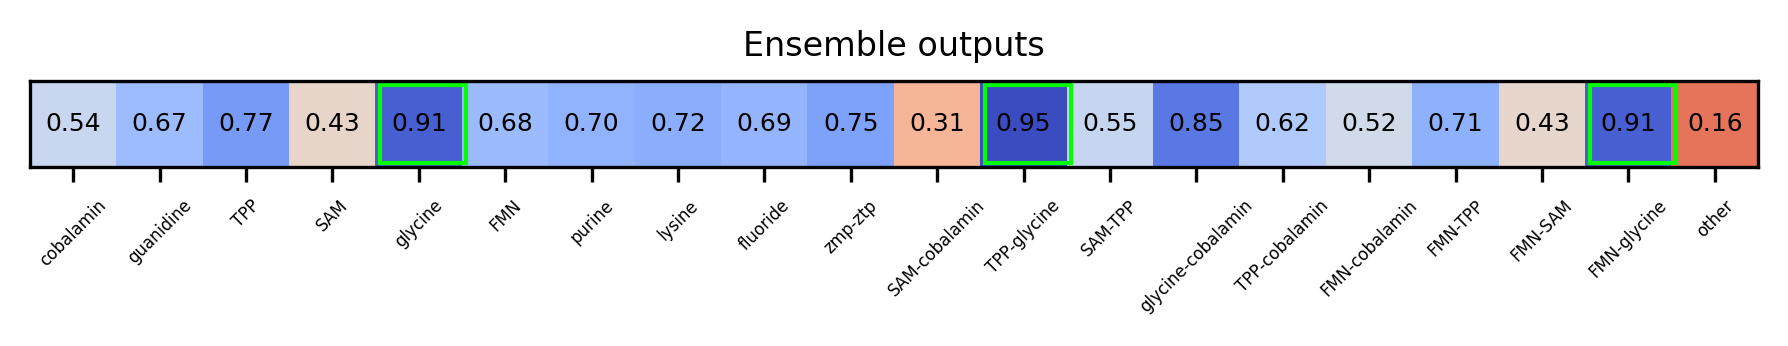 Ensemble outputs
0.54 0.67 0.77 0.43 0.91 0.68 0.70 0.72 0.69 0.75 0.31 0.95 0.55 0.85 0.62 0.52 0.71 0.43 0.91 0.16
cobalamin guanidine TPP SAM glycine FMN purine lysine fluoride zmp-ztp SAM-cobalamin TPP-glycine SAM-TPP glycine-cobalamin TPP-cobalamin FMN-cobalamin FMN-TPP FMN-SAM FMN-glycine other